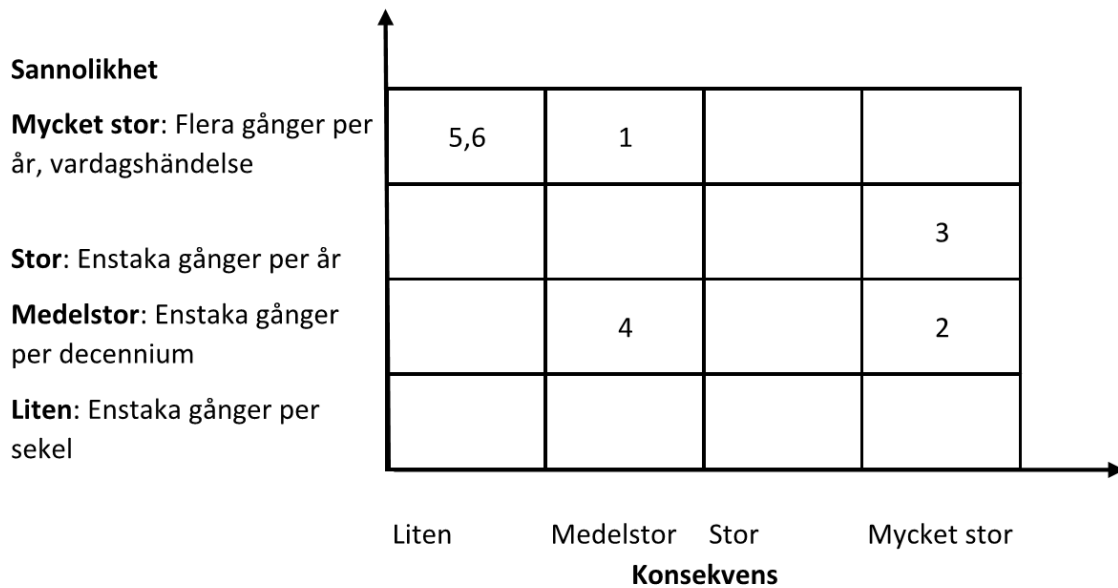 Sannolikhet
Mycket stor: Flera gånger per
år, vardagshändelse
5,6 1
3
Stor: Enstaka gånger per år
Medelstor: Enstaka gånger
per decennium
4 2
Liten: Enstaka gånger per
sekel
Liten Medelstor Stor Mycket stor
Konsekvens